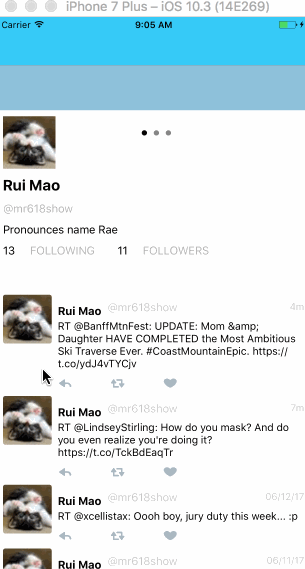 iPhone 7 Plus – iOS 10.3 (14E269)
Carrier 9:05 AM
Rui Mao
@mr618show
Pronounces name Rae
13 FOLLOWING 11 FOLLOWERS
Rui Mao @mr618show 4m
RT @BanffMtnFest: UPDATE: Mom &amp;
Daughter HAVE COMPLETED the Most Ambitious
Ski Traverse Ever. #CoastMountainEpic. https://
t.co/ydJ4vTYCjv
Rui Mao @mr618show 7m
RT @LindseyStirling: How do you mask? And do
you even realize you're doing it?
https://t.co/TckBdEaqTr
Rui Mao @mr618show 06/12/17
RT @xcellistax: Oooh boy, jury duty this week... :p
Rui Mao @mr618show 06/11/17